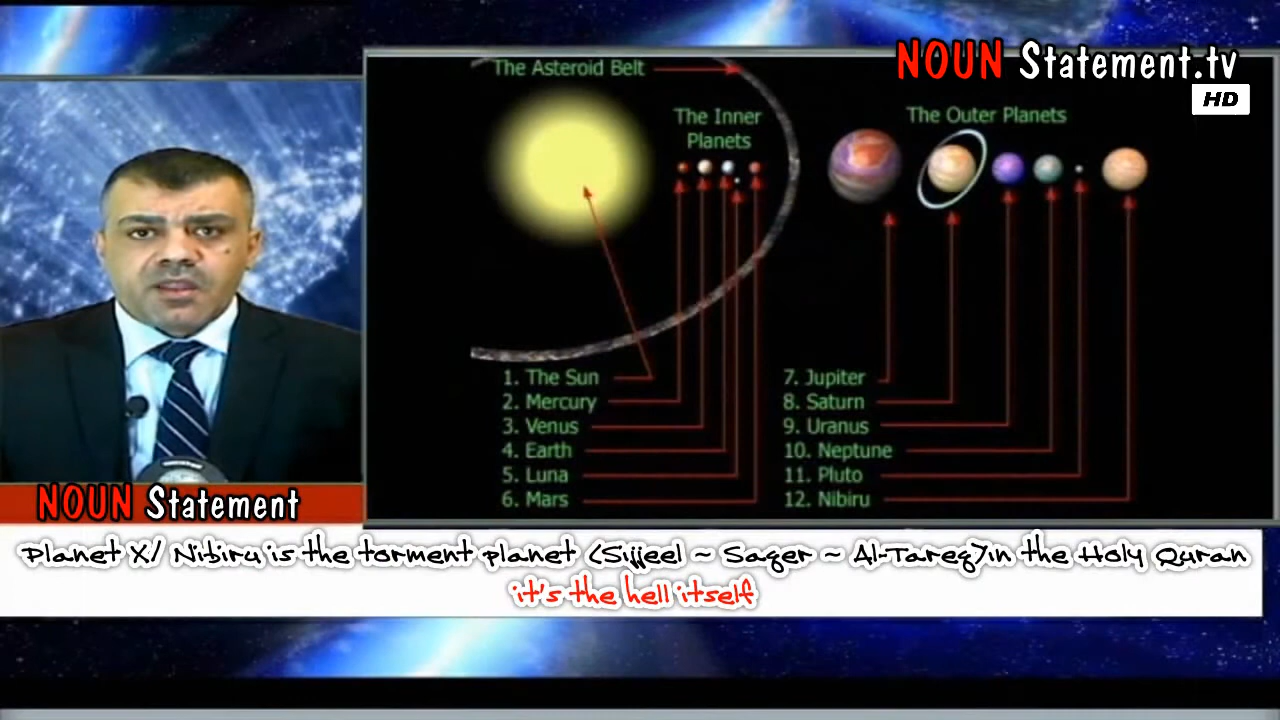 NOUN Statement.tv
HD
The Asteroid Belt
The Inner
Planets
The Outer Planets
1. The Sun
2. Mercury
3. Venus
4. Earth
5. Luna
6. Mars
7. Jupiter
8. Saturn
9. Uranus
10. Neptune
11. Pluto
12. Nibiru
NOUN Statement
Planet X/ Nibiru is the torment planet (Sijjeel ~ Saqer ~ Al-Tareq)in the Holy Quran
it's the hell itself